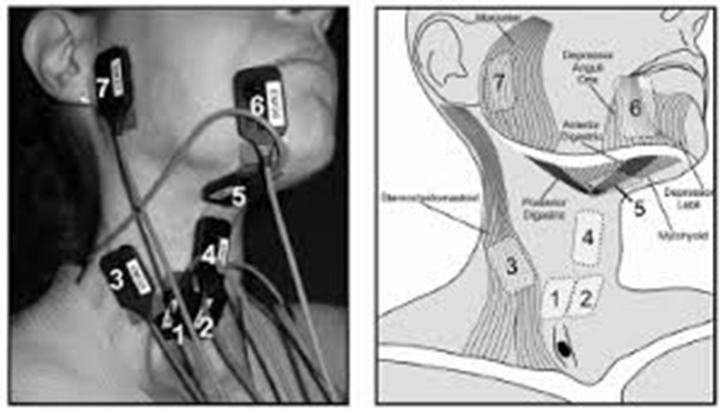 7
6
5
4
3
1
2
Masseter
Depressor
Anguli
Oris
7
6
Anterior
Digastric
Sternocleidomastoid
Posterior
Digastric
5
Depressor
Labii
Mylohyoid
4
3
1
2